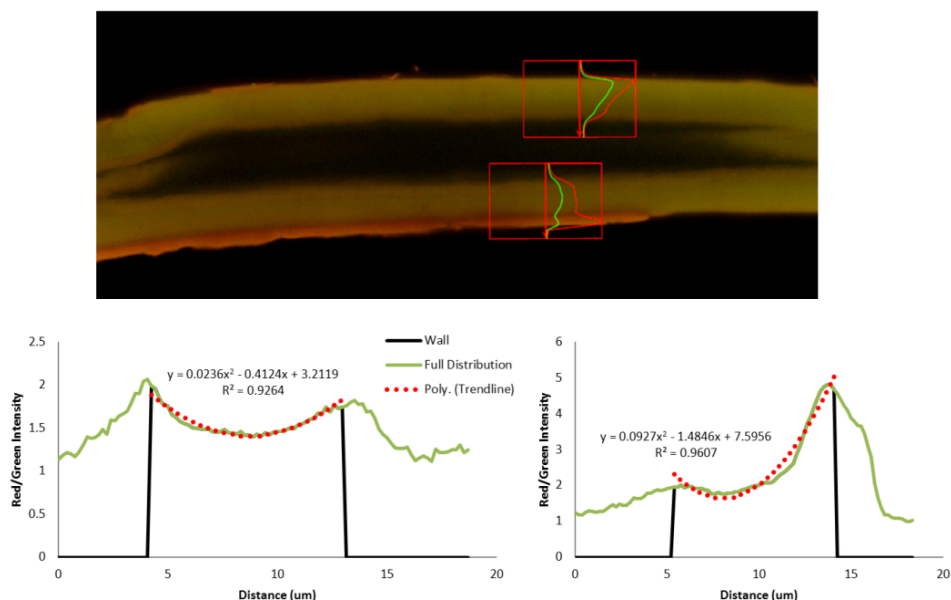 2.5
2
1.5
1
0.5
0
Red/Green Intensity
y = 0.0236x² - 0.4124x + 3.2119
R² = 0.9264
0 5 10 15 20
Distance (um)
Wall
Full Distribution
Poly. (Trendline)
6
5
4
3
2
1
0
Red/Green Intensity
y = 0.0927x² - 1.4846x + 7.5956
R² = 0.9607
0 5 10 15 20
Distance (um)